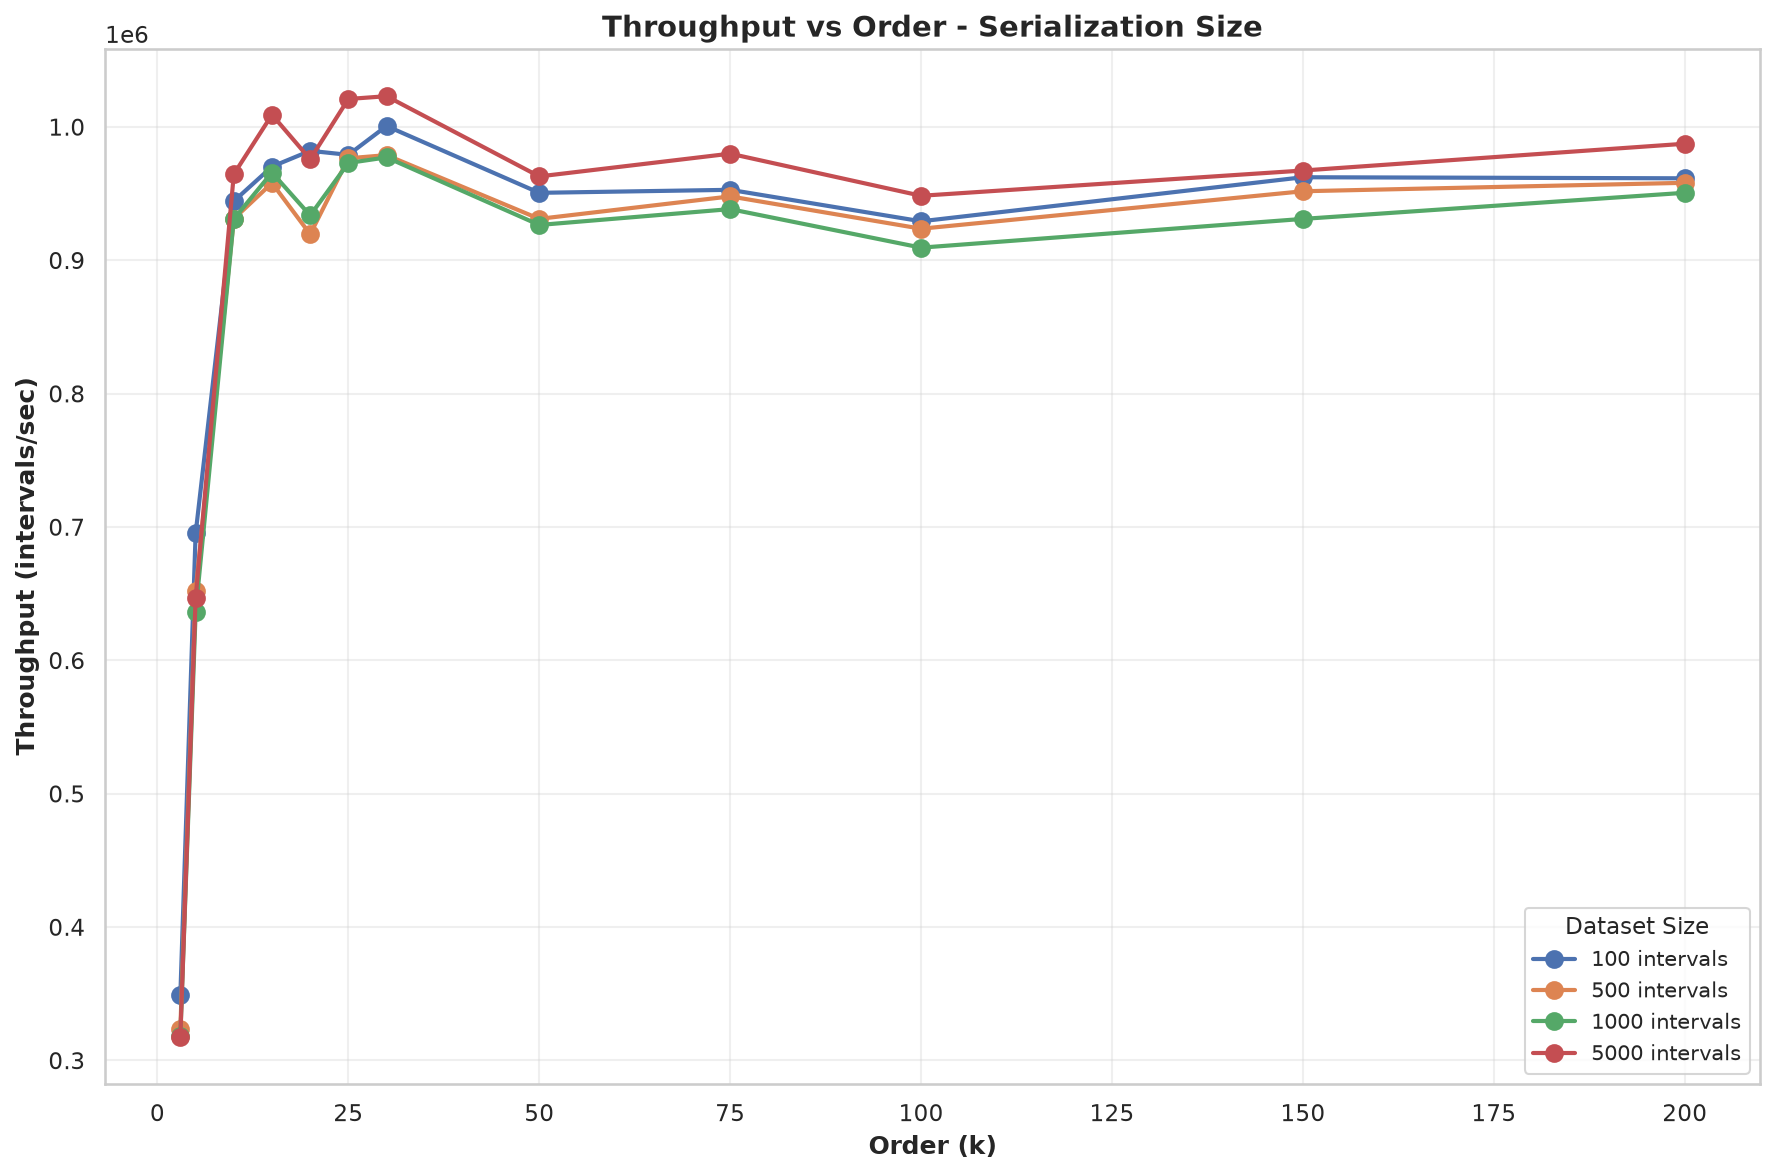 Throughput vs Order - Serialization Size
1e6
1.0
0.9
0.8
0.7
0.6
0.5
0.4
0.3
Throughput (intervals/sec)
0 25 50 75 100 125 150 175 200
Order (k)
Dataset Size
100 intervals
500 intervals
1000 intervals
5000 intervals